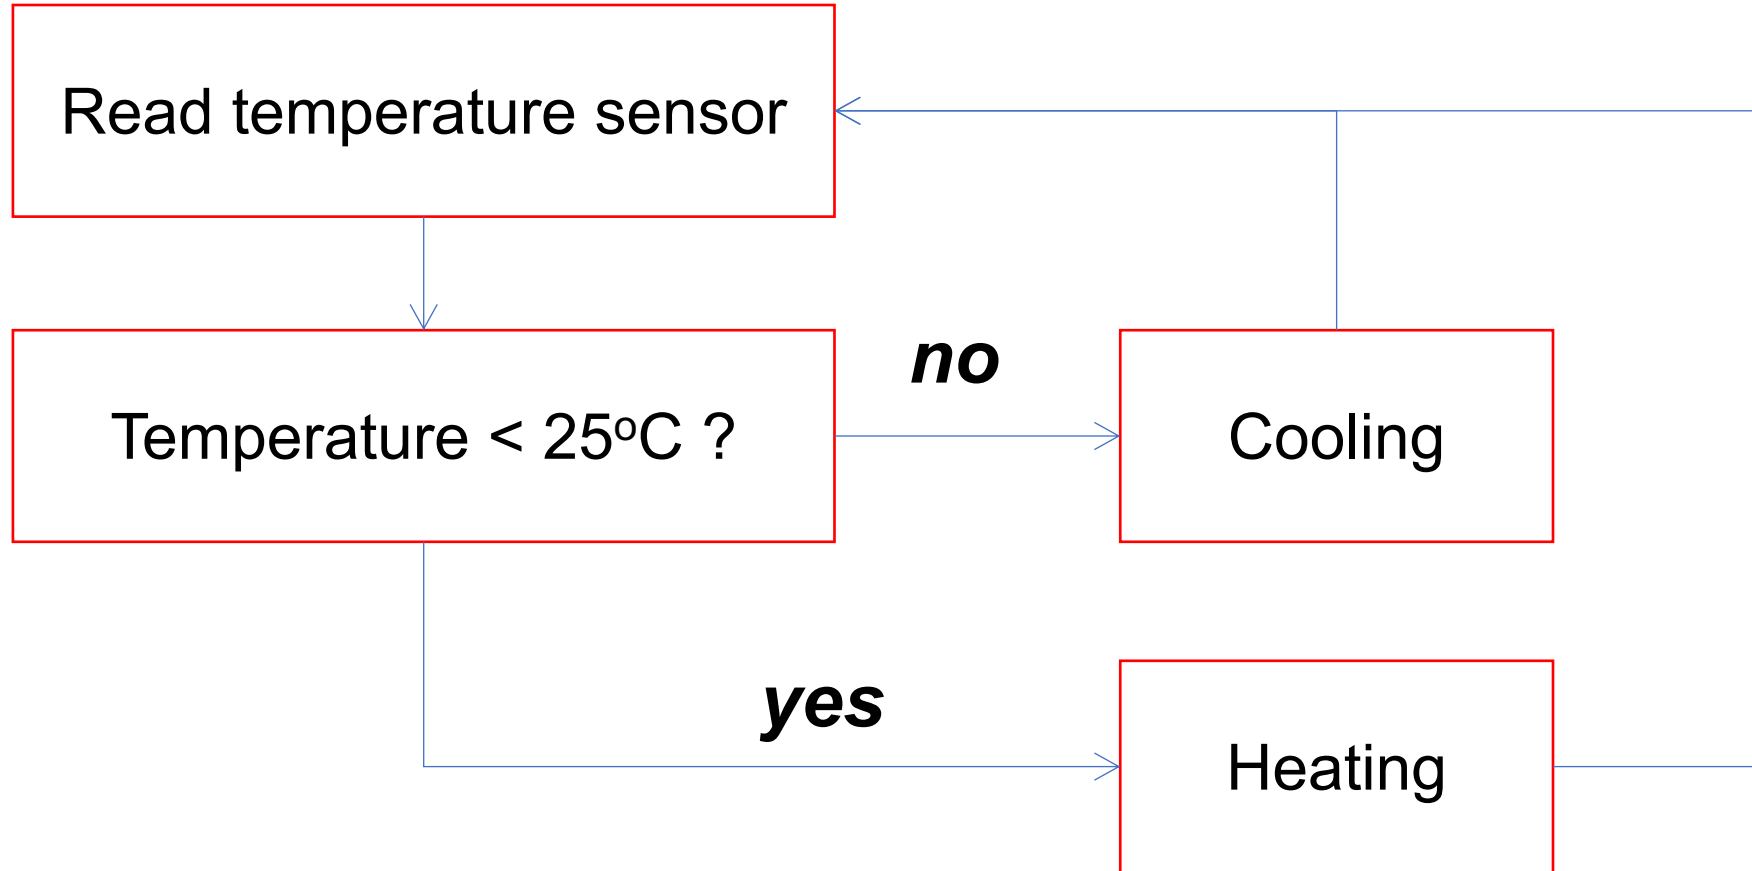 Read temperature sensor
Temperature < 25ºC ?
no
Cooling
yes
Heating